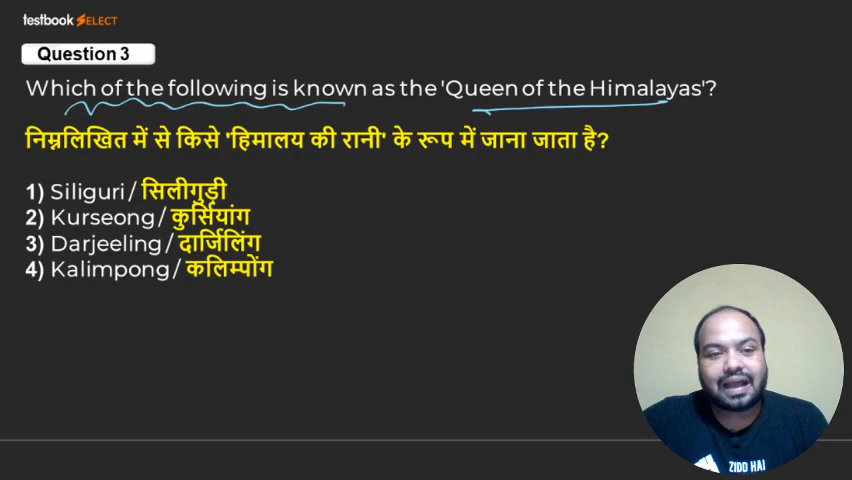 testbook SELECT
Question 3
Which of the following is known as the 'Queen of the Himalayas'?
निम्नलिखित में से किसे 'हिमालय की रानी' के रूप में जाना जाता है?
1) Siliguri / सिलीगुड़ी
2) Kurseong / कुर्सियांग
3) Darjeeling / दार्जिलिंग
4) Kalimpong / कलिम्पोंग
ZIDD HAI